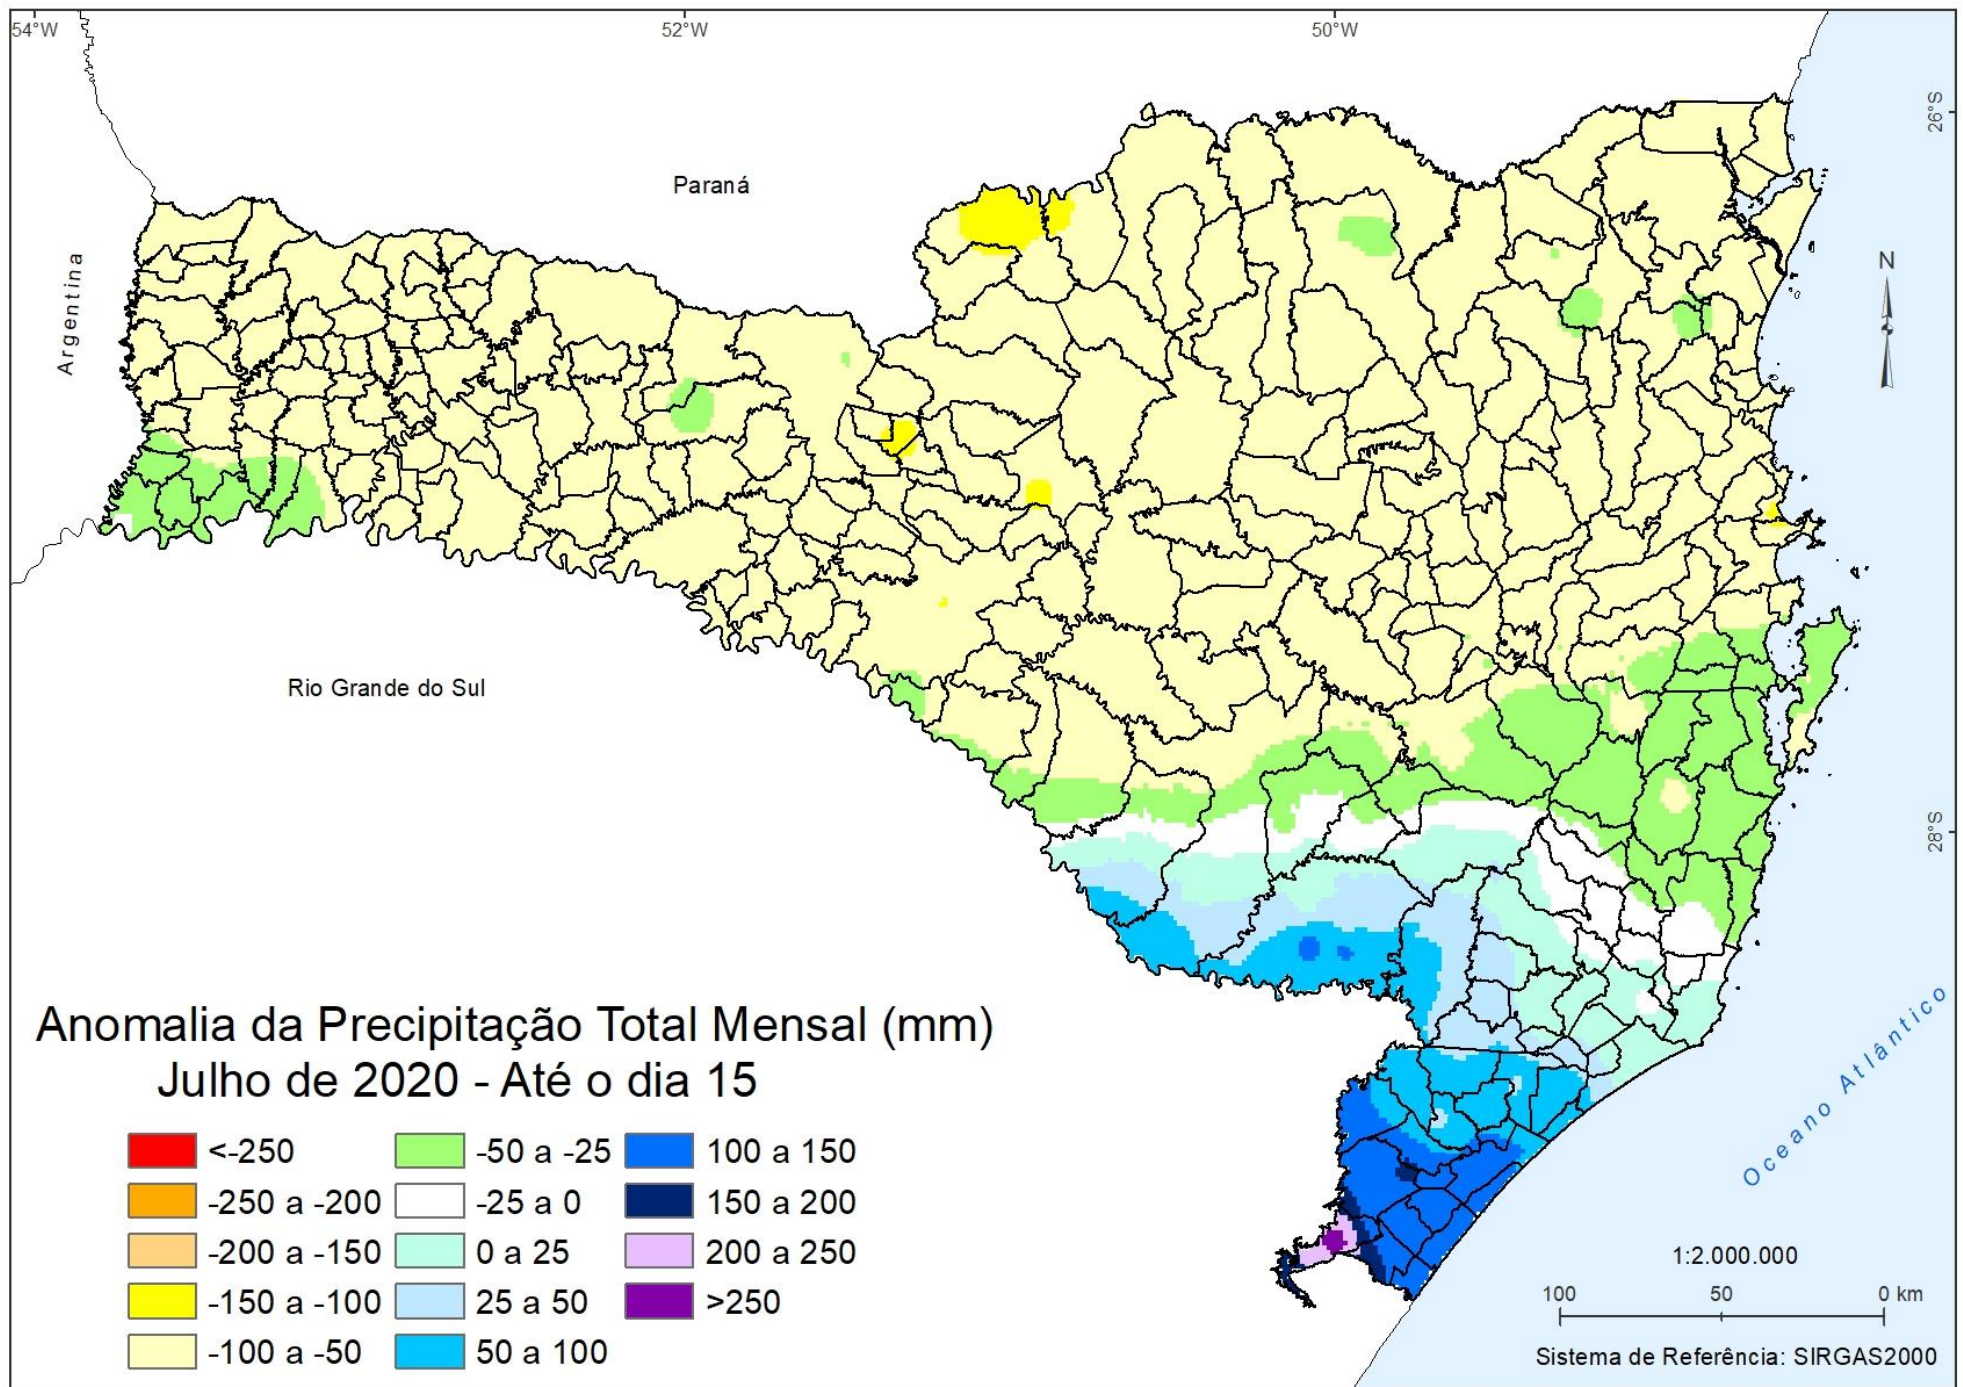 54°W
52°W
50°W
26°S
Paraná
Argentina
N
Rio Grande do Sul
28°S
Oceano Atlântico
Anomalia da Precipitação Total Mensal (mm)
Julho de 2020 - Até o dia 15
<-250
-250 a -200
-200 a -150
-150 a -100
-100 a -50
-50 a -25
-25 a 0
0 a 25
25 a 50
50 a 100
100 a 150
150 a 200
200 a 250
>250
1:2.000.000
100 50 0 km
Sistema de Referência: SIRGAS2000